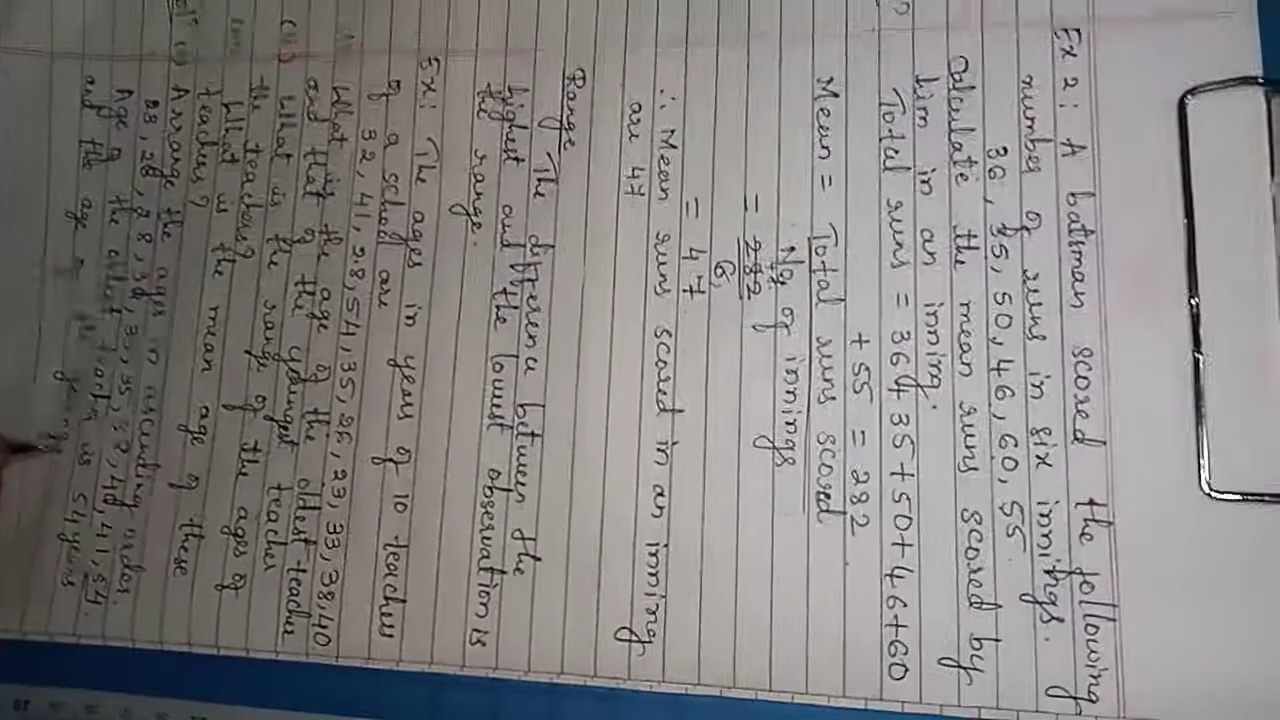 Ex 2: A batsman scored the following
number of runs in six innings.
36, 35, 50, 46, 60, 55
Calculate the mean runs scored by
him in an inning.
Total runs = 36+35+50+46+60
+ 55 = 282
Mean = Total runs scored
No of innings
= 282
6
= 47
∴ Mean runs scored in an inning
are 47
Range
The difference between the
highest and the lowest observation is
the range.
Ex: The ages in years of 10 teachers
of a school are
32, 41, 28, 54, 35, 26, 23, 33, 38, 40
What is the age of the oldest teacher
and that of the youngest teacher
(ii) What is the range of the ages of
the teachers?
What is the mean age of these
teachers?
(i) Arrange the ages in ascending order.
Age of the oldest teacher is 54 years
and the age